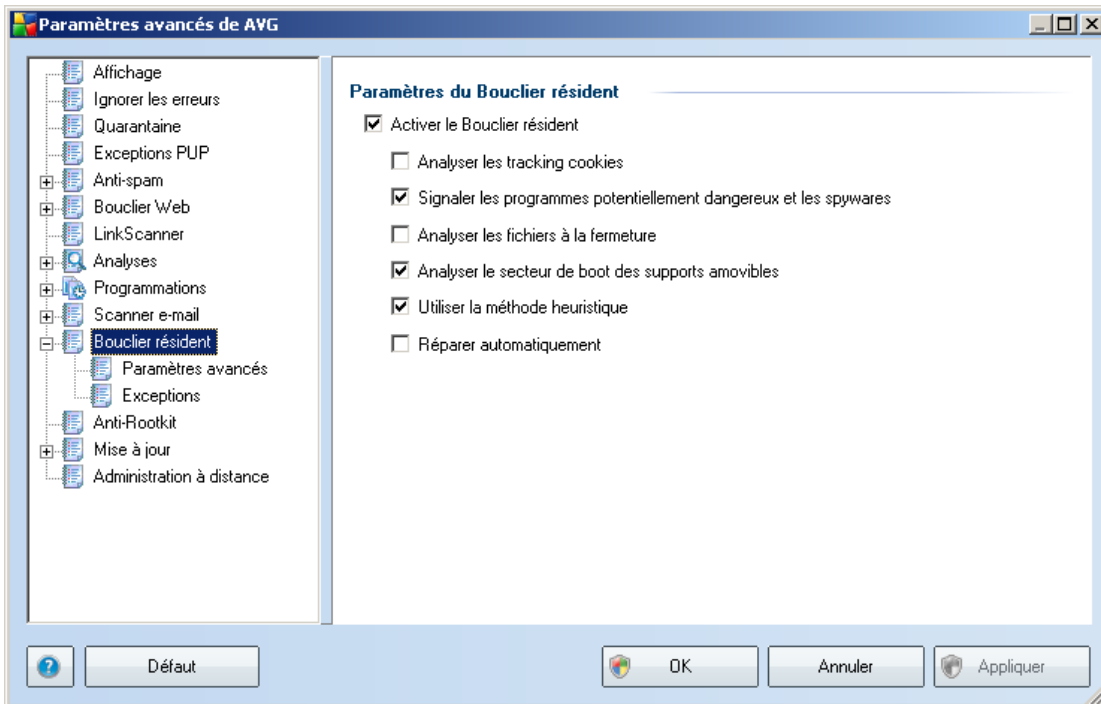 Paramètres avancés de AVG
Affichage
Ignorer les erreurs
Quarantaine
Exceptions PUP
Anti-spam
Bouclier Web
LinkScanner
Analyses
Programmations
Scanner e-mail
Bouclier résident
Paramètres avancés
Exceptions
Anti-Rootkit
Mise à jour
Administration à distance
Paramètres du Bouclier résident
Activer le Bouclier résident
Analyser les tracking cookies
Signaler les programmes potentiellement dangereux et les spywares
Analyser les fichiers à la fermeture
Analyser le secteur de boot des supports amovibles
Utiliser la méthode heuristique
Réparer automatiquement
? Défaut OK Annuler Appliquer